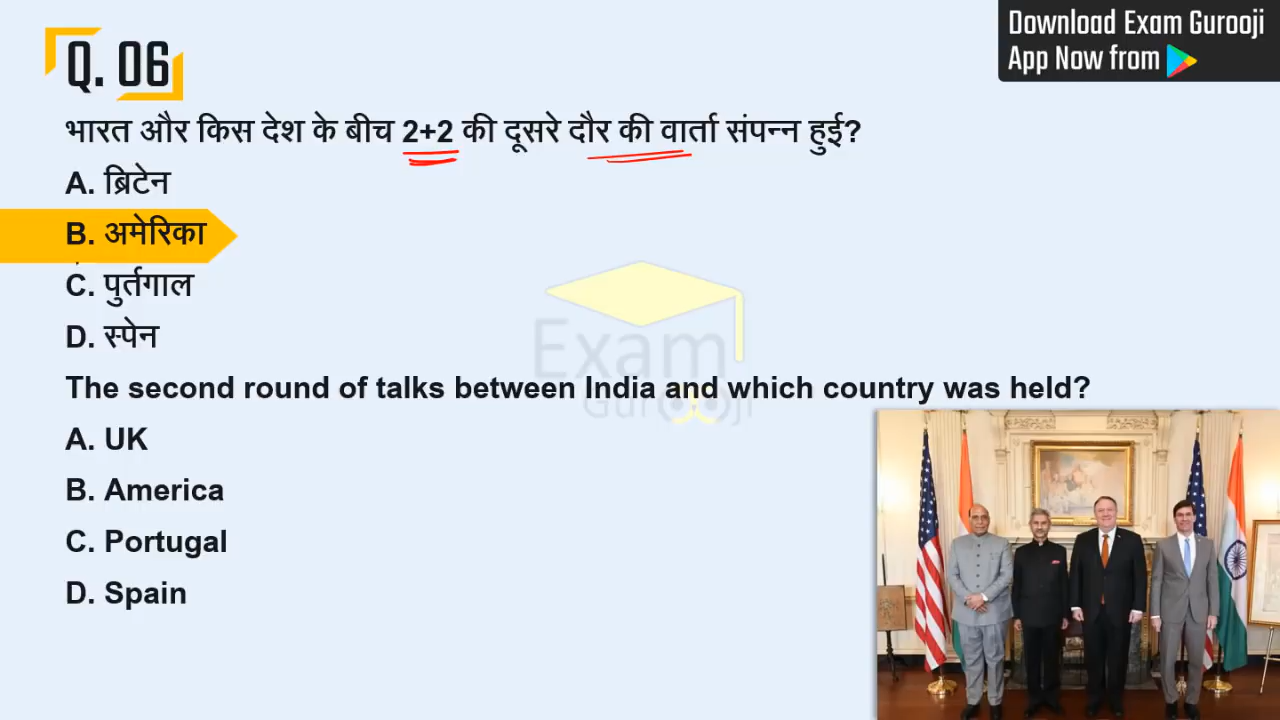 Download Exam Gurooji
App Now from
Q. 06
भारत और किस देश के बीच 2+2 की दूसरे दौर की वार्ता संपन्न हुई?
A. ब्रिटेन
B. अमेरिका
C. पुर्तगाल
D. स्पेन
Exam
Gurooji
The second round of talks between India and which country was held?
A. UK
B. America
C. Portugal
D. Spain